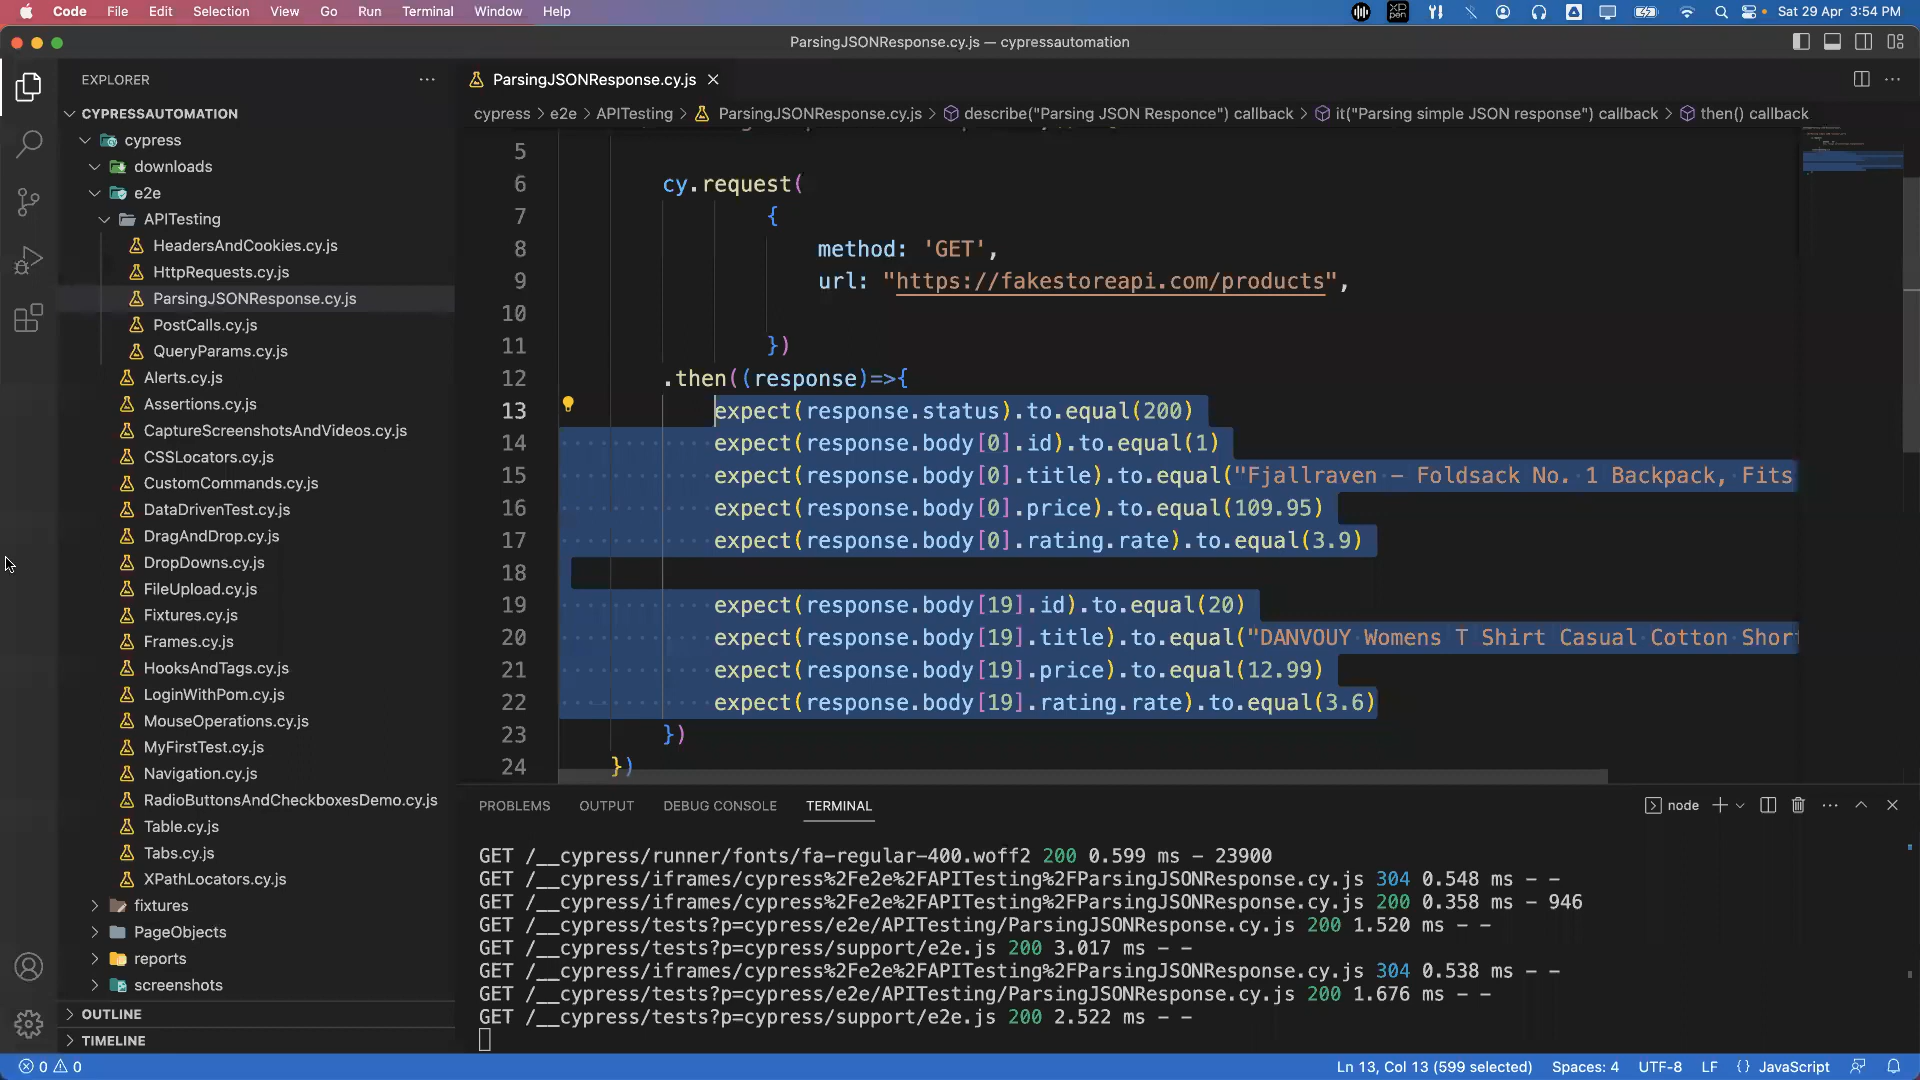 Code File Edit Selection View Go Run Terminal Window Help
XP PEN
Sat 29 Apr 3:54 PM
ParsingJSONResponse.cy.js — cypressautomation
EXPLORER
CYPRESSAUTOMATION
cypress
downloads
e2e
APITesting
HeadersAndCookies.cy.js
HttpRequests.cy.js
ParsingJSONResponse.cy.js
PostCalls.cy.js
QueryParams.cy.js
Alerts.cy.js
Assertions.cy.js
CaptureScreenshotsAndVideos.cy.js
CSSLocators.cy.js
CustomCommands.cy.js
DataDrivenTest.cy.js
DragAndDrop.cy.js
DropDowns.cy.js
FileUpload.cy.js
Fixtures.cy.js
Frames.cy.js
HooksAndTags.cy.js
LoginWithPom.cy.js
MouseOperations.cy.js
MyFirstTest.cy.js
Navigation.cy.js
RadioButtonsAndCheckboxesDemo.cy.js
Table.cy.js
Tabs.cy.js
XPathLocators.cy.js
fixtures
PageObjects
reports
screenshots
OUTLINE
TIMELINE
ParsingJSONResponse.cy.js
cypress > e2e > APITesting > ParsingJSONResponse.cy.js > describe("Parsing JSON Responce") callback > it("Parsing simple JSON response") callback > then() callback
5
6 cy.request(
7 {
8 method: 'GET',
9 url: "https://fakestoreapi.com/products",
10
11 })
12 .then((response)=>{
13 expect(response.status).to.equal(200)
14 expect(response.body[0].id).to.equal(1)
15 expect(response.body[0].title).to.equal("Fjallraven - Foldsack No. 1 Backpack, Fits
16 expect(response.body[0].price).to.equal(109.95)
17 expect(response.body[0].rating.rate).to.equal(3.9)
18
19 expect(response.body[19].id).to.equal(20)
20 expect(response.body[19].title).to.equal("DANVOUY Womens T Shirt Casual Cotton Shor
21 expect(response.body[19].price).to.equal(12.99)
22 expect(response.body[19].rating.rate).to.equal(3.6)
23 })
24 })
PROBLEMS OUTPUT DEBUG CONSOLE TERMINAL
node
GET /__cypress/runner/fonts/fa-regular-400.woff2 200 0.599 ms - 23900
GET /__cypress/iframes/cypress%2Fe2e%2FAPITesting%2FParsingJSONResponse.cy.js 304 0.548 ms - -
GET /__cypress/iframes/cypress%2Fe2e%2FAPITesting%2FParsingJSONResponse.cy.js 200 0.358 ms - 946
GET /__cypress/tests?p=cypress/e2e/APITesting/ParsingJSONResponse.cy.js 200 1.520 ms - -
GET /__cypress/tests?p=cypress/support/e2e.js 200 3.017 ms - -
GET /__cypress/iframes/cypress%2Fe2e%2FAPITesting%2FParsingJSONResponse.cy.js 304 0.538 ms - -
GET /__cypress/tests?p=cypress/e2e/APITesting/ParsingJSONResponse.cy.js 200 1.676 ms - -
GET /__cypress/tests?p=cypress/support/e2e.js 200 2.522 ms - -
0 0
Ln 13, Col 13 (599 selected) Spaces: 4 UTF-8 LF {} JavaScript